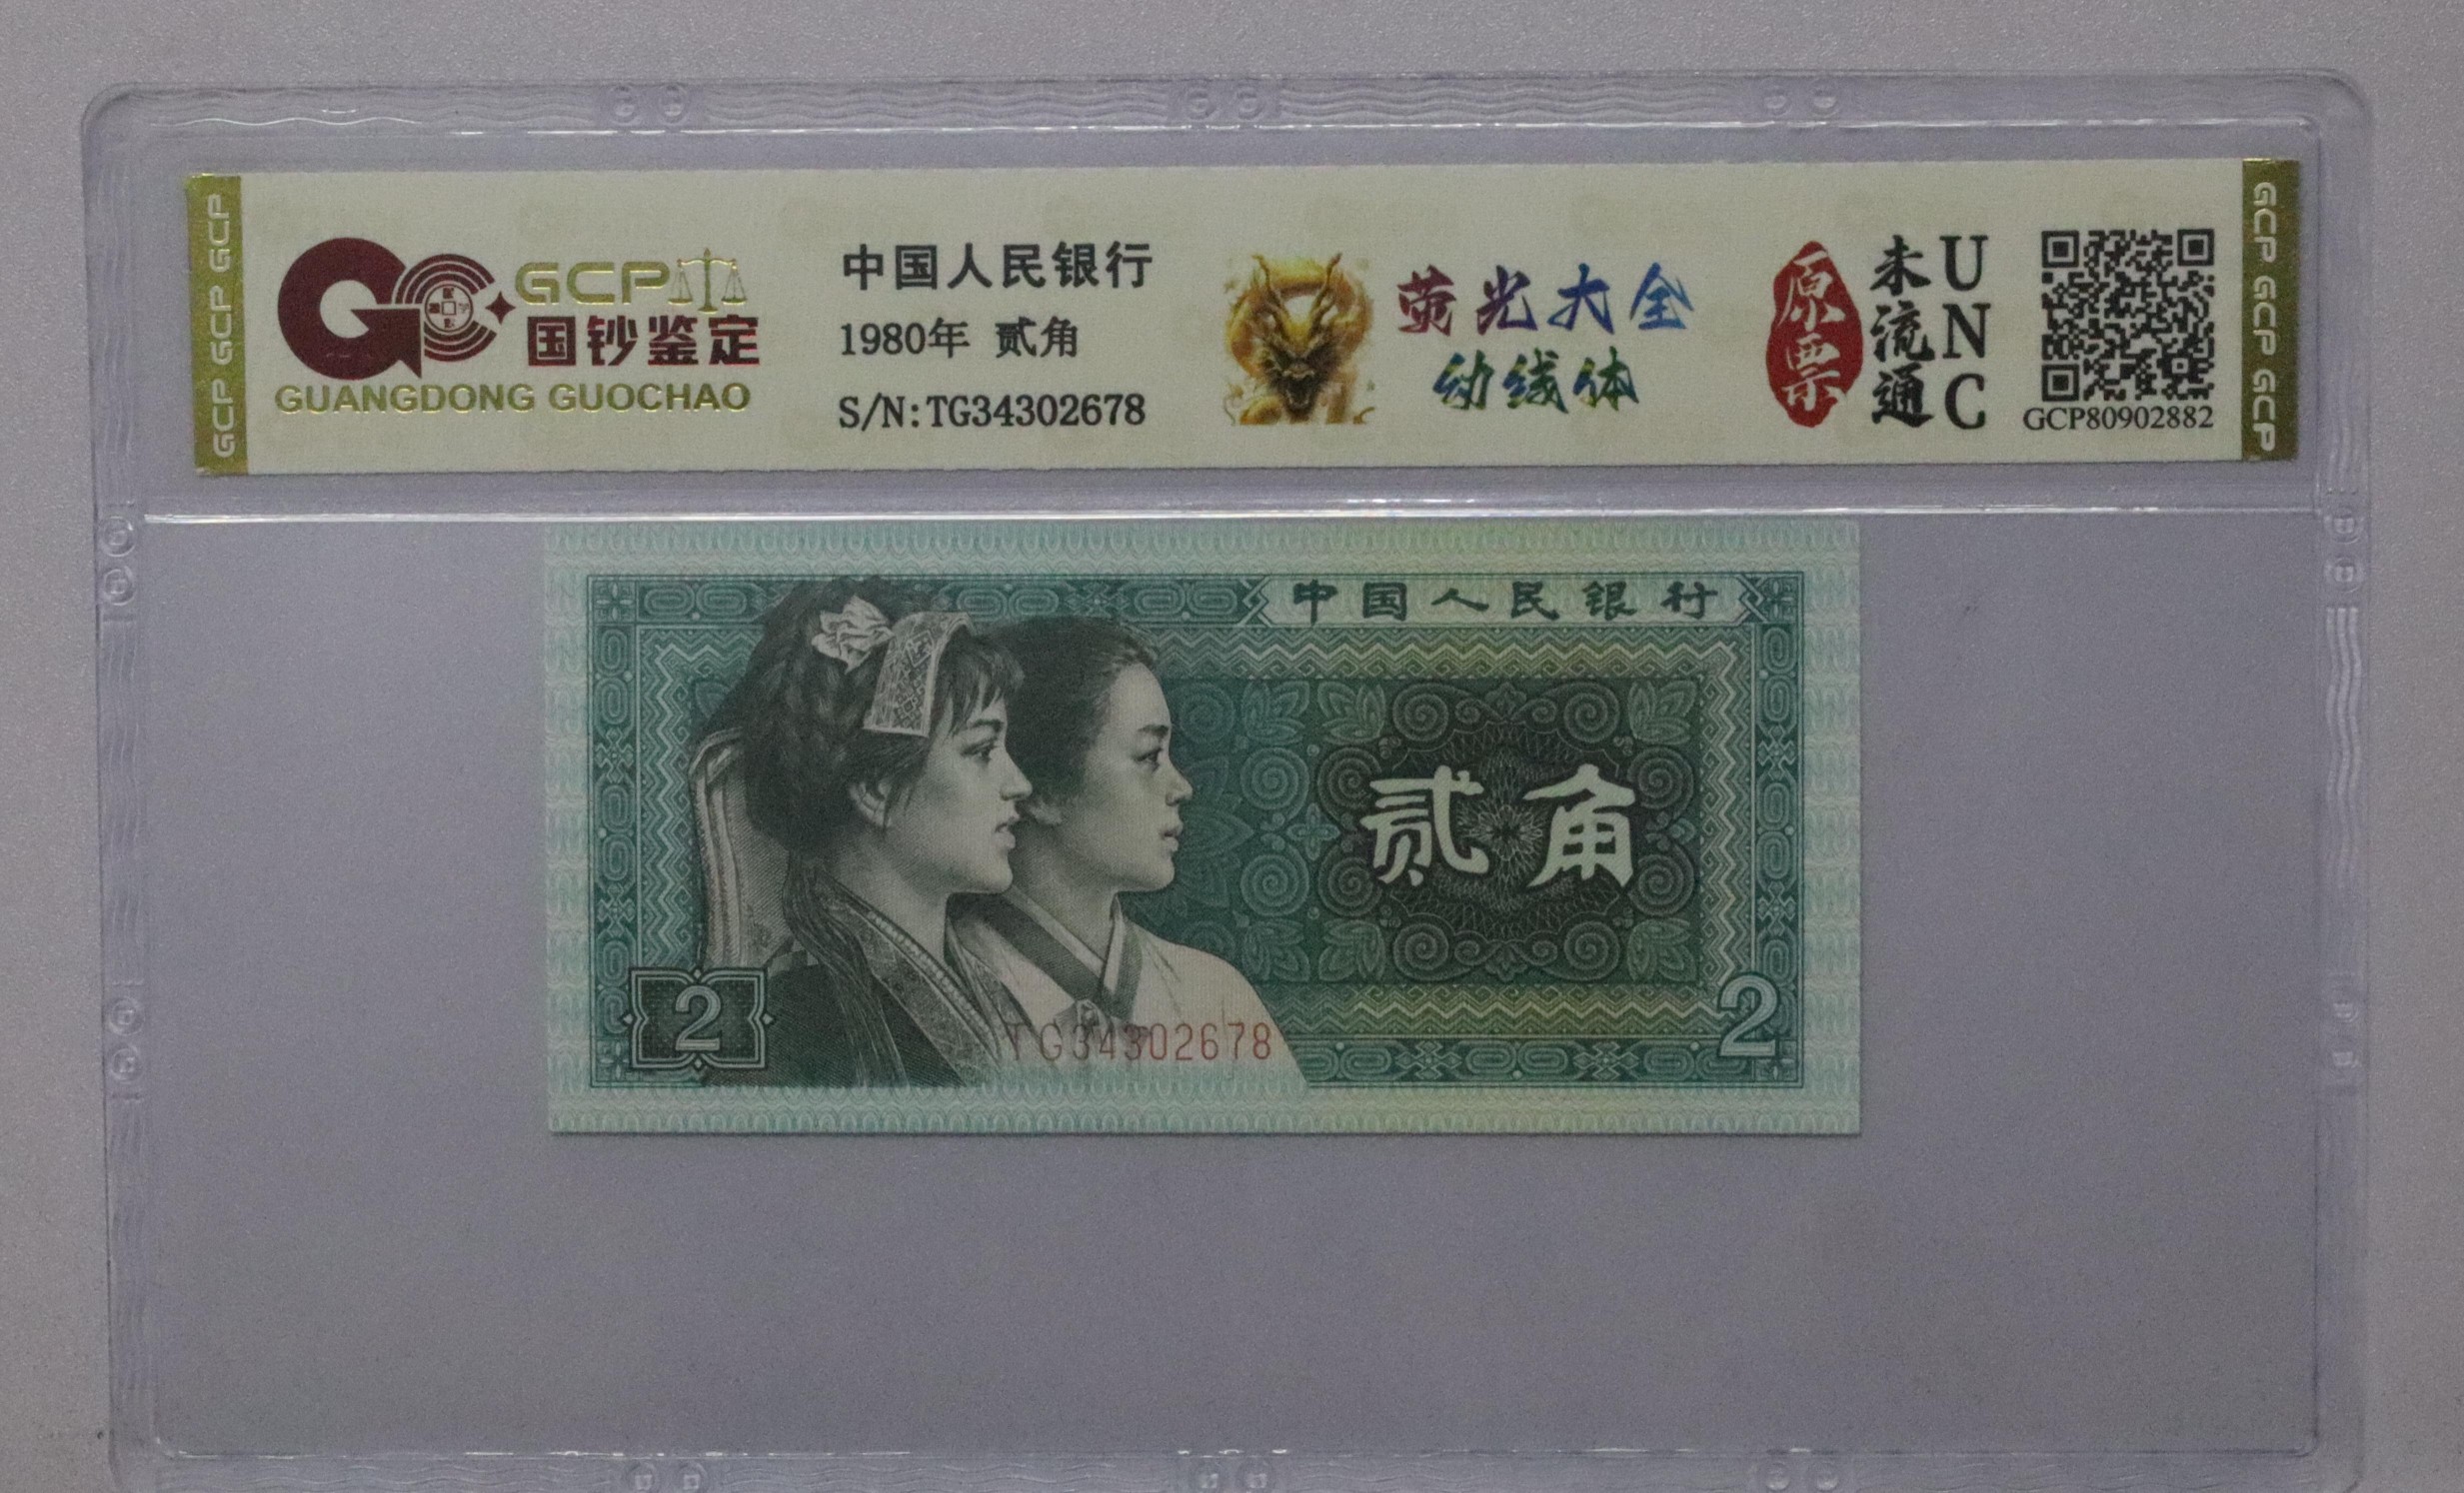 GCP GCP GCP
GCP
国钞鉴定
GUANGDONG GUOCHAO
中国人民银行
1980年 贰角
S/N:TG34302678
荧光大全
幼线体
原票
未流通
UNC
GCP80902882
GCP GCP GCP
中国人民银行
贰角
2
TG34302678
2